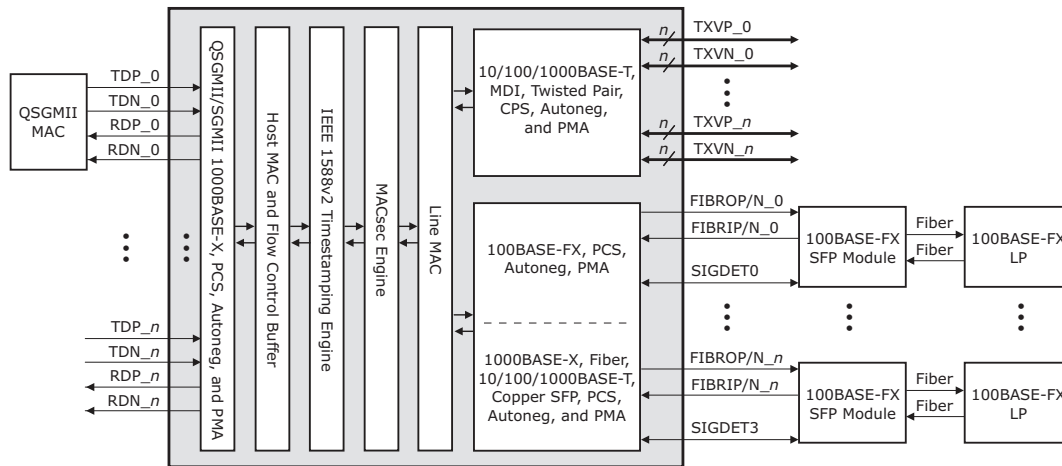 QSGMII
MAC
TDP_0
TDN_0
RDP_0
RDN_0
TDP_n
TDN_n
RDP_n
RDN_n
QSGMII/SGMII 1000BASE-X, PCS, Autoneg, and PMA
Host MAC and Flow Control Buffer
IEEE 1588v2 Timestamping Engine
MACsec Engine
Line MAC
10/100/1000BASE-T,
MDI, Twisted Pair,
CPS, Autoneg,
and PMA
n
TXVP_0
n
TXVN_0
n
TXVP_n
n
TXVN_n
100BASE-FX, PCS,
Autoneg, PMA
1000BASE-X, Fiber,
10/100/1000BASE-T,
Copper SFP, PCS,
Autoneg, and PMA
FIBROP/N_0
FIBRIP/N_0
SIGDET0
100BASE-FX
SFP Module
Fiber
Fiber
100BASE-FX
LP
FIBROP/N_n
FIBRIP/N_n
SIGDET3
100BASE-FX
SFP Module
Fiber
Fiber
100BASE-FX
LP